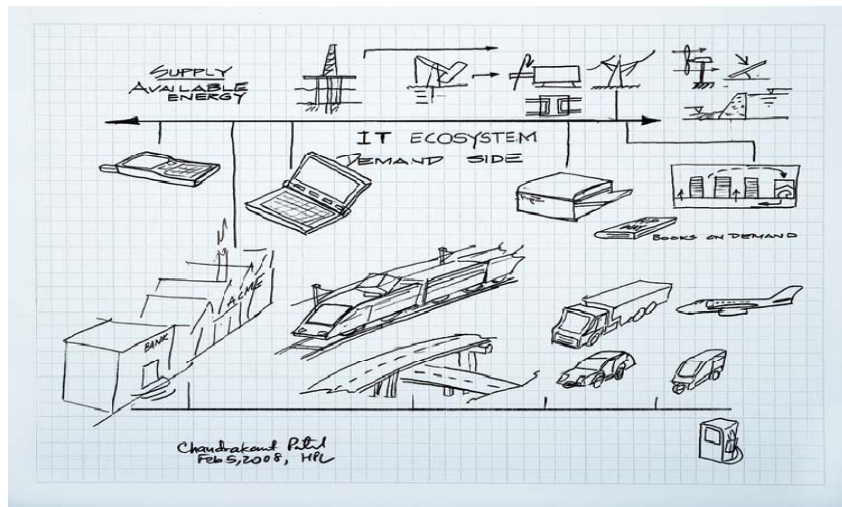 SUPPLY
AVAILABLE
ENERGY
IT ECOSYSTEM
DEMAND SIDE
BOOKS ON DEMAND
ACME
BANK
Chandrakant Patel
Feb 5, 2008, HPL